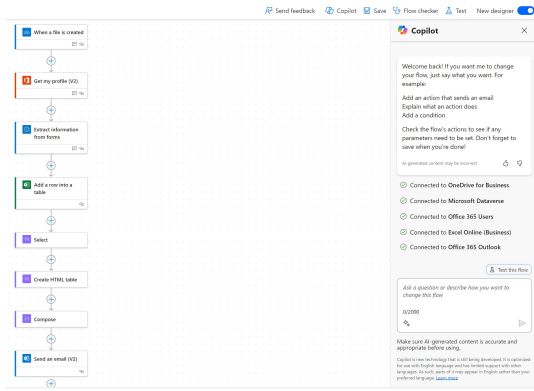 Send feedback
Copilot
Save
Flow checker
Test
New designer
When a file is created
Get my profile (V2)
Extract information
from forms
Add a row into a
table
Select
Create HTML table
Compose
Send an email (V2)
Copilot
Welcome back! If you want me to change
your flow, just say what you want. For
example:
Add an action that sends an email
Explain what an action does
Add a condition
Check the flow's actions to see if any
parameters need to be set. Don't forget to
save when you're done!
AI-generated content may be incorrect
Connected to OneDrive for Business
Connected to Microsoft Dataverse
Connected to Office 365 Users
Connected to Excel Online (Business)
Connected to Office 365 Outlook
Test this flow
Ask a question or describe how you want to
change this flow
0/2000
Make sure AI-generated content is accurate and
appropriate before using.
Copilot is new technology that is still being developed. It is optimized
for use with English language and has limited support with other
languages. As such, parts of it may appear in English rather than your
preferred language. Learn more